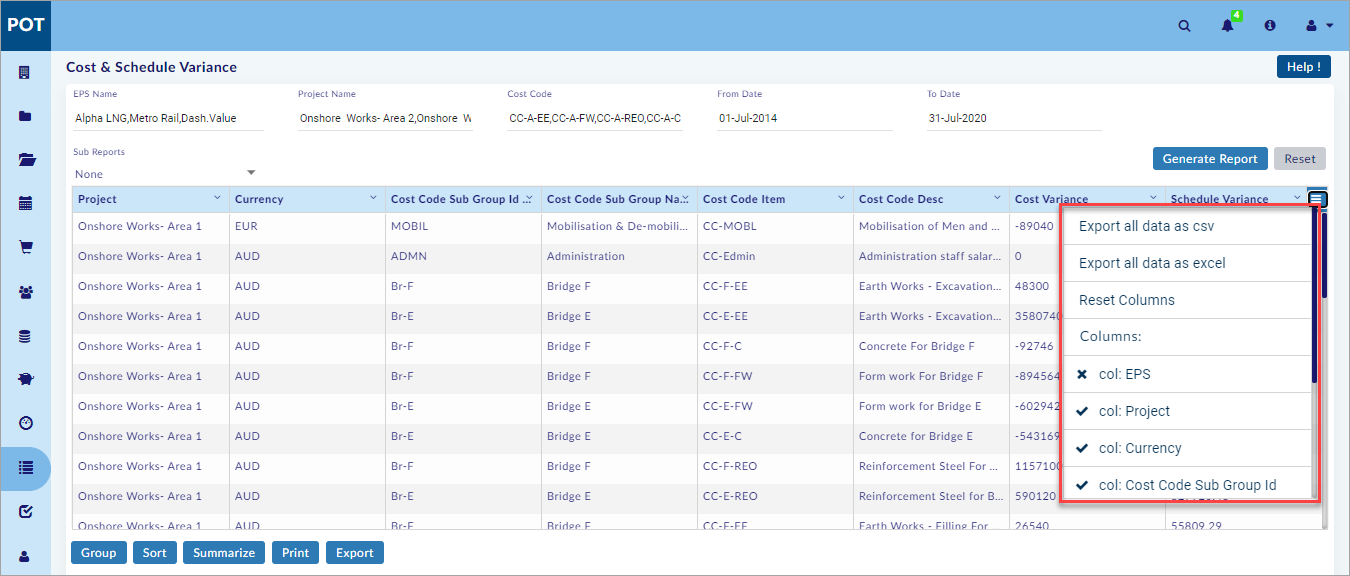 POT
4
Cost & Schedule Variance
Help !
EPS Name Project Name Cost Code From Date To Date
Alpha LNG,Metro Rail,Dash.Value Onshore Works- Area 2,Onshore W CC-A-EE,CC-A-FW,CC-A-REO,CC-A-C 01-Jul-2014 31-Jul-2020
Sub Reports
None
Generate Report Reset
Project Currency Cost Code Sub Group Id ... Cost Code Sub Group Na... Cost Code Item Cost Code Desc Cost Variance Schedule Variance
Onshore Works- Area 1 EUR MOBIL Mobilisation & De-mobili... CC-MOBL Mobilisation of Men and ... -89040
Onshore Works- Area 1 AUD ADMN Administration CC-Edmin Administration staff salar... 0
Onshore Works- Area 1 AUD Br-F Bridge F CC-F-EE Earth Works - Excavation... 48300
Onshore Works- Area 1 AUD Br-E Bridge E CC-E-EE Earth Works - Excavation... 3580740
Onshore Works- Area 1 AUD Br-F Bridge F CC-F-C Concrete For Bridge F -92746
Onshore Works- Area 1 AUD Br-F Bridge F CC-F-FW Form work For Bridge F -894564
Onshore Works- Area 1 AUD Br-E Bridge E CC-E-FW Form work for Bridge E -602942
Onshore Works- Area 1 AUD Br-E Bridge E CC-E-C Concrete for Bridge E -543169
Onshore Works- Area 1 AUD Br-F Bridge F CC-F-REO Reinforcement Steel For ... 1157100
Onshore Works- Area 1 AUD Br-E Bridge E CC-E-REO Reinforcement Steel for B... 590120
Onshore Works- Area 1 AUD Br-F Bridge F Earth Works - Filling For 26540 55809.29
Export all data as csv
Export all data as excel
Reset Columns
Columns:
col: EPS
col: Project
col: Currency
col: Cost Code Sub Group Id
Group Sort Summarize Print Export